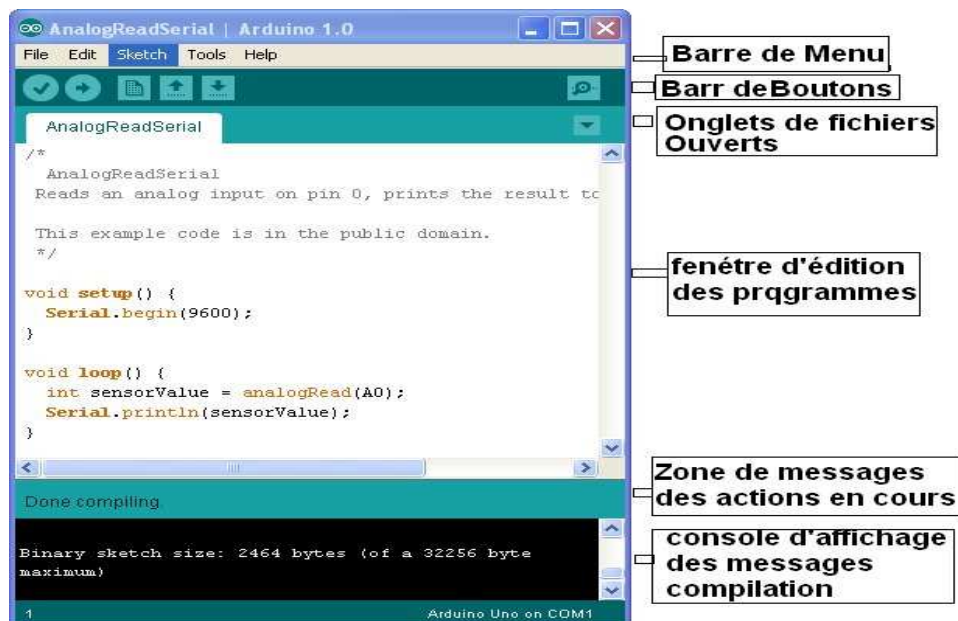 AnalogReadSerial | Arduino 1.0
File Edit Sketch Tools Help
AnalogReadSerial
/*
AnalogReadSerial
Reads an analog input on pin 0, prints the result to
This example code is in the public domain.
*/
void setup() {
Serial.begin(9600);
}
void loop() {
int sensorValue = analogRead(A0);
Serial.println(sensorValue);
}
Done compiling.
Binary sketch size: 2464 bytes (of a 32256 byte
maximum)
1 Arduino Uno on COM1
Barre de Menu
Barr deBoutons
Onglets de fichiers
Ouverts
fenétre d'édition
des prqgrammes
Zone de messages
des actions en cours
console d'affichage
des messages
compilation